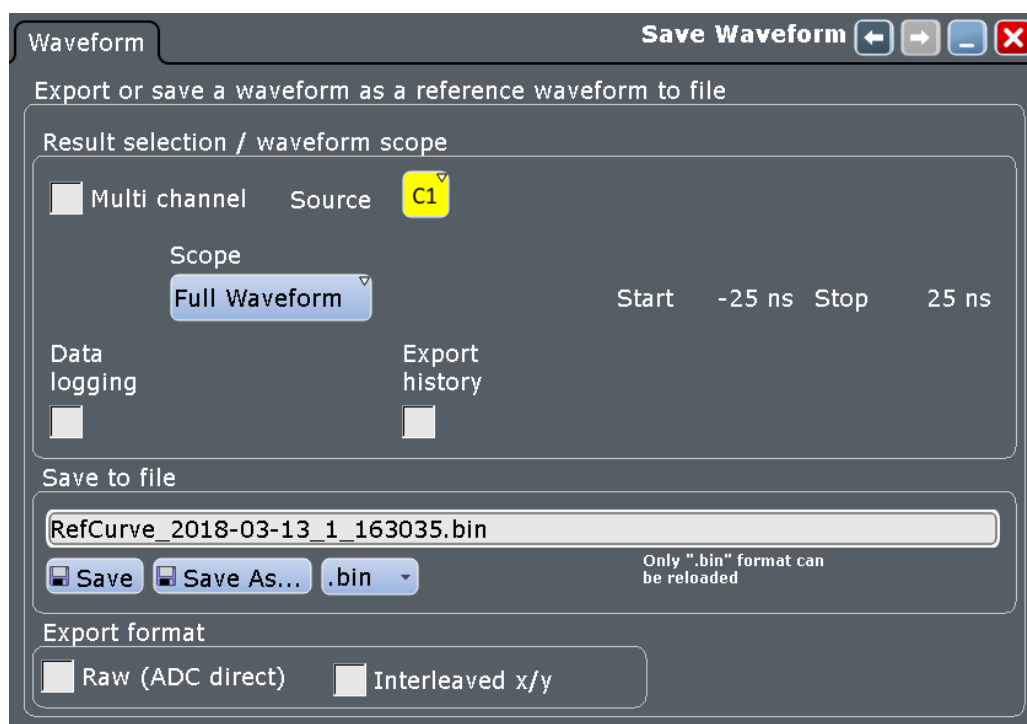 Waveform
Save Waveform
Export or save a waveform as a reference waveform to file
Result selection / waveform scope
Multi channel
Source
C1
Scope
Full Waveform
Start -25 ns Stop 25 ns
Data
logging
Export
history
Save to file
RefCurve_2018-03-13_1_163035.bin
Save
Save As...
.bin
Only ".bin" format can
be reloaded
Export format
Raw (ADC direct)
Interleaved x/y